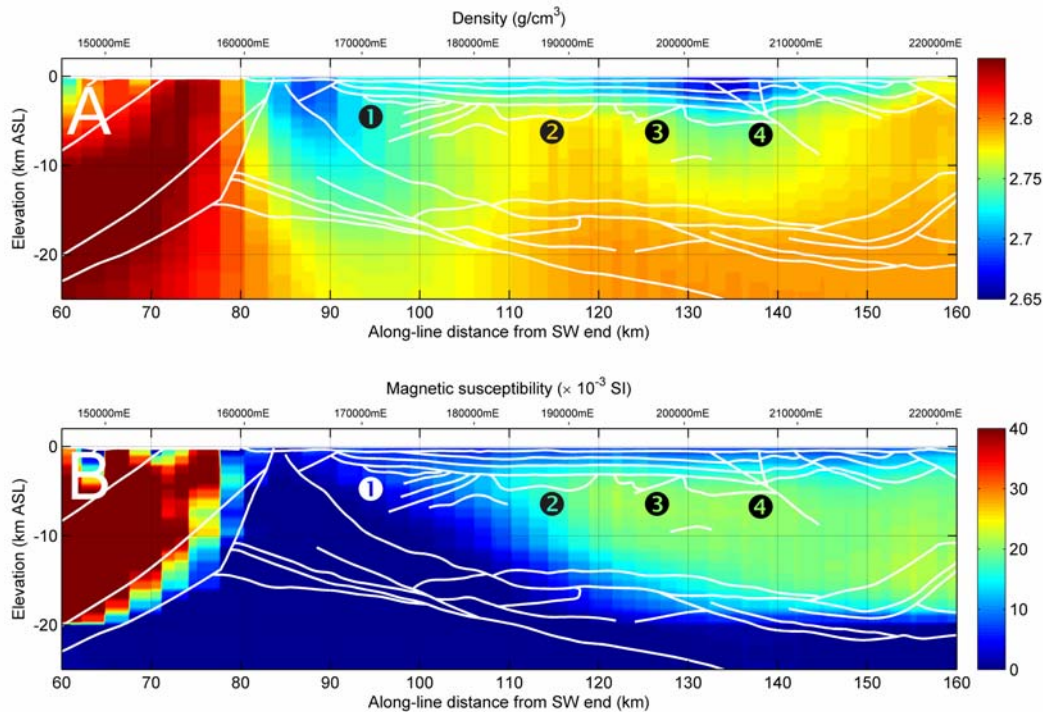 Density (g/cm³)
150000mE 160000mE 170000mE 180000mE 190000mE 200000mE 210000mE 220000mE
A
Elevation (km ASL)
0
-10
-20
1 2 3 4
60 70 80 90 100 110 120 130 140 150 160
Along-line distance from SW end (km)
2.8
2.75
2.7
2.65
Magnetic susceptibility (× 10⁻³ SI)
150000mE 160000mE 170000mE 180000mE 190000mE 200000mE 210000mE 220000mE
B
Elevation (km ASL)
0
-10
-20
1 2 3 4
60 70 80 90 100 110 120 130 140 150 160
Along-line distance from SW end (km)
40
30
20
10
0